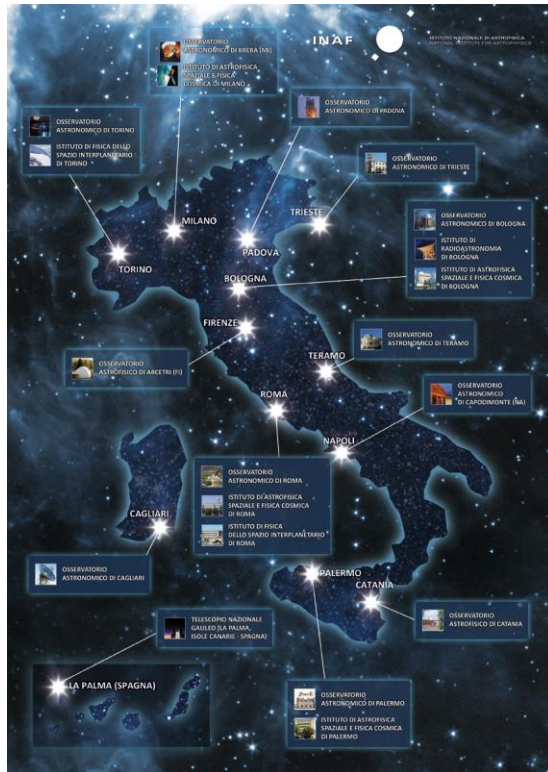 OSSERVATORIO
ASTRONOMICO DI BRERA (MI)
ISTITUTO DI ASTROFISICA
SPAZIALE E FISICA
COSMICA DI MILANO
INAF
ISTITUTO NAZIONALE DI ASTROFISICA
NATIONAL INSTITUTE FOR ASTROPHYSICS
OSSERVATORIO
ASTRONOMICO DI TORINO
ISTITUTO DI FISICA DELLO
SPAZIO INTERPLANETARIO
DI TORINO
OSSERVATORIO
ASTRONOMICO DI PADOVA
OSSERVATORIO
ASTRONOMICO DI TRIESTE
OSSERVATORIO
ASTRONOMICO DI BOLOGNA
ISTITUTO DI
RADIOASTRONOMIA
DI BOLOGNA
ISTITUTO DI ASTROFISICA
SPAZIALE E FISICA COSMICA
DI BOLOGNA
MILANO
TRIESTE
PADOVA
TORINO
BOLOGNA
FIRENZE
OSSERVATORIO
ASTRONOMICO DI TERAMO
OSSERVATORIO
ASTROFISICO DI ARCETRI (FI)
TERAMO
OSSERVATORIO
ASTRONOMICO
DI CAPODIMONTE (NA)
ROMA
NAPOLI
OSSERVATORIO
ASTRONOMICO DI ROMA
ISTITUTO DI ASTROFISICA
SPAZIALE E FISICA COSMICA
DI ROMA
ISTITUTO DI FISICA
DELLO SPAZIO INTERPLANETARIO
DI ROMA
CAGLIARI
OSSERVATORIO
ASTRONOMICO DI CAGLIARI
PALERMO
CATANIA
TELESCOPIO NAZIONALE
GALILEO (LA PALMA,
ISOLE CANARIE - SPAGNA)
OSSERVATORIO
ASTROFISICO DI CATANIA
LA PALMA (SPAGNA)
OSSERVATORIO
ASTRONOMICO DI PALERMO
ISTITUTO DI ASTROFISICA
SPAZIALE E FISICA COSMICA
DI PALERMO